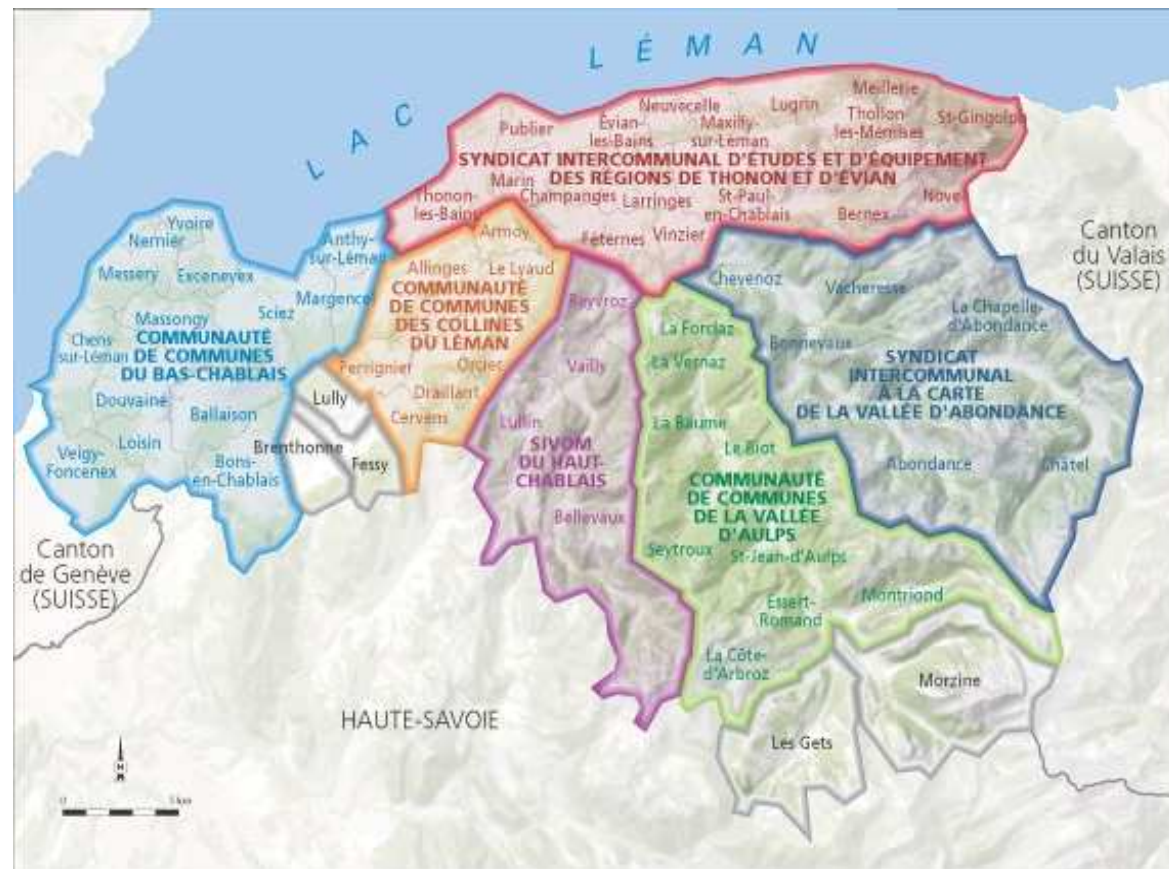 LAC LÉMAN
Meillerie
Neuvecelle
Lugrin
Publier
Évian-
les-Bains
Maxilly-
sur-Léman
Thollon-
les-Mémises
St-Gingolph
SYNDICAT INTERCOMMUNAL D'ÉTUDES ET D'ÉQUIPEMENT
DES RÉGIONS DE THONON ET D'ÉVIAN
Marin
Thonon-
les-Bains
Champanges
Larringes
St-Paul-
en-Chablais
Bernex
Novel
Féternes
Vinzier
Yvoire
Nernier
Anthy-
sur-Léman
Messery
Excenevex
Margencel
Massongy
Sciez
Chens-
sur-Léman
COMMUNAUTÉ
DE COMMUNES
DU BAS-CHABLAIS
Douvaine
Ballaison
Veigy-
Foncenex
Loisin
Bons-
en-Chablais
Armoy
Allinges
Le Lyaud
COMMUNAUTÉ
DE COMMUNES
DES COLLINES
DU LÉMAN
Perrignier
Orcier
Draillant
Cervens
Lully
Brenthonne
Fessy
Reyvroz
Vailly
Lullin
SIVOM
DU HAUT-
CHABLAIS
Bellevaux
La Forclaz
La Vernaz
La Baume
Le Biot
COMMUNAUTÉ
DE COMMUNES
DE LA VALLÉE
D'AULPS
Seytroux
St-Jean-d'Aulps
Essert-
Romand
Montriond
La Côte-
d'Arbroz
Chevenoz
Vacheresse
La Chapelle-
d'Abondance
Bonnevaux
SYNDICAT
INTERCOMMUNAL
À LA CARTE
DE LA VALLÉE D'ABONDANCE
Abondance
Châtel
Morzine
Les Gets
Canton
du Valais
(SUISSE)
Canton
de Genève
(SUISSE)
HAUTE-SAVOIE
N
0 5 km